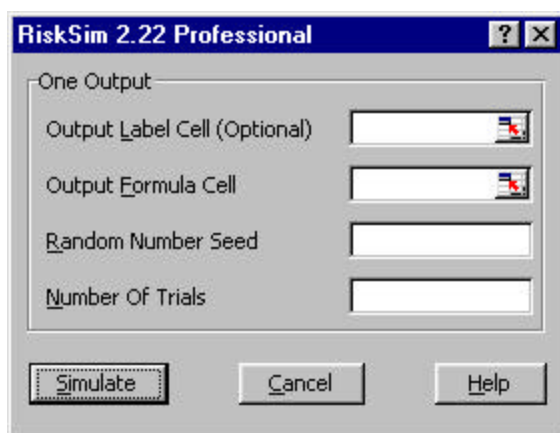 RiskSim 2.22 Professional ? X
One Output
Output Label Cell (Optional)
Output Formula Cell
Random Number Seed
Number Of Trials
Simulate Cancel Help